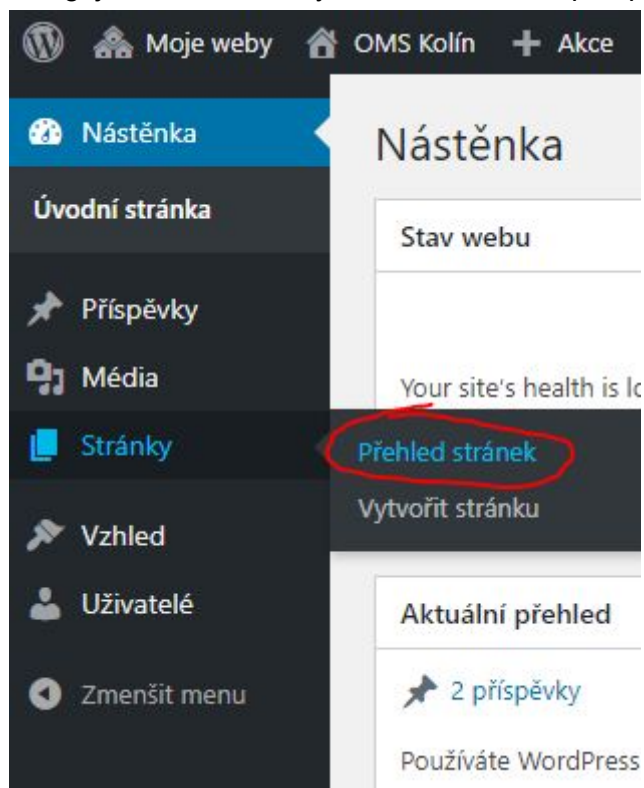 Moje weby OMS Kolín + Akce
Nástěnka
Úvodní stránka
Příspěvky
Média
Stránky
Přehled stránek
Vytvořit stránku
Vzhled
Uživatelé
Zmenšit menu
Nástěnka
Stav webu
Your site's health is
Aktuální přehled
2 příspěvky
Používáte WordPress